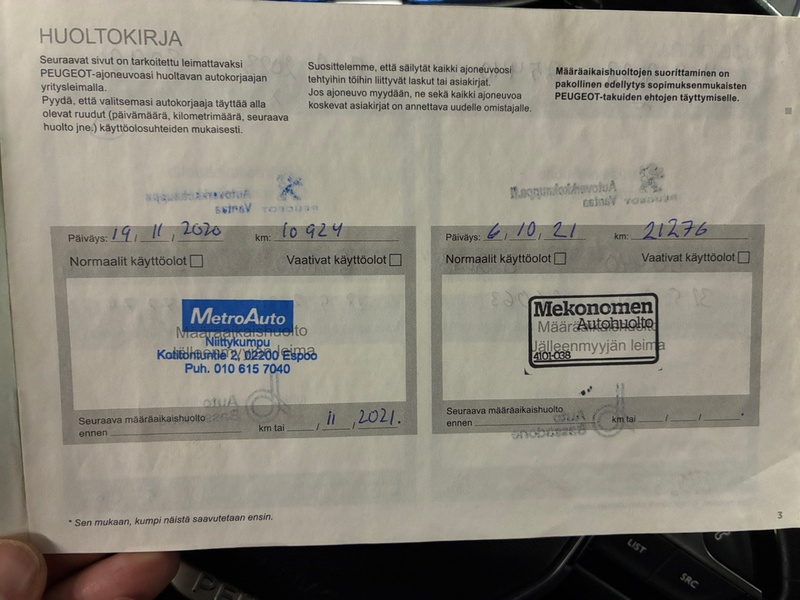 HUOLTOKIRJA
Seuraavat sivut on tarkoitettu leimattavaksi
PEUGEOT-ajoneuvoasi huoltavan autokorjaajan
yritysleimalla.
Pyydä, että valitsemasi autokorjaaja täyttää alla
olevat ruudut (päivämäärä, kilometrimäärä, seuraava
huolto jne.) käyttöolosuhteiden mukaisesti.
Suosittelemme, että säilytät kaikki ajoneuvoosi
tehtyihin töihin liittyvät laskut tai asiakirjat.
Jos ajoneuvo myydään, ne sekä kaikki ajoneuvoa
koskevat asiakirjat on annettava uudelle omistajalle.
Määräaikaishuoltojen suorittaminen on
pakollinen edellytys sopimuksenmukaisten
PEUGEOT-takuiden ehtojen täyttymiselle.
Päiväys: 19, 11, 2020 km: 10 924
Normaalit käyttöolot Vaativat käyttöolot
MetroAuto
Määräaikaishuolto
Niittykumpu
Jälleenmyyjän leima
Kalitontuntie 2, 02200 Espoo
Puh. 010 615 7040
Seuraava määräaikaishuolto
ennen km tai , 11 , 2021.
Päiväys: 6, 10, 21 km: 21276
Normaalit käyttöolot Vaativat käyttöolot
Mekonomen
Autohuolto
Määräaikaishuolto
Jälleenmyyjän leima
4101-038
Seuraava määräaikaishuolto
ennen km tai / / *
* Sen mukaan, kumpi näistä saavutetaan ensin.
3
LIST
SRC